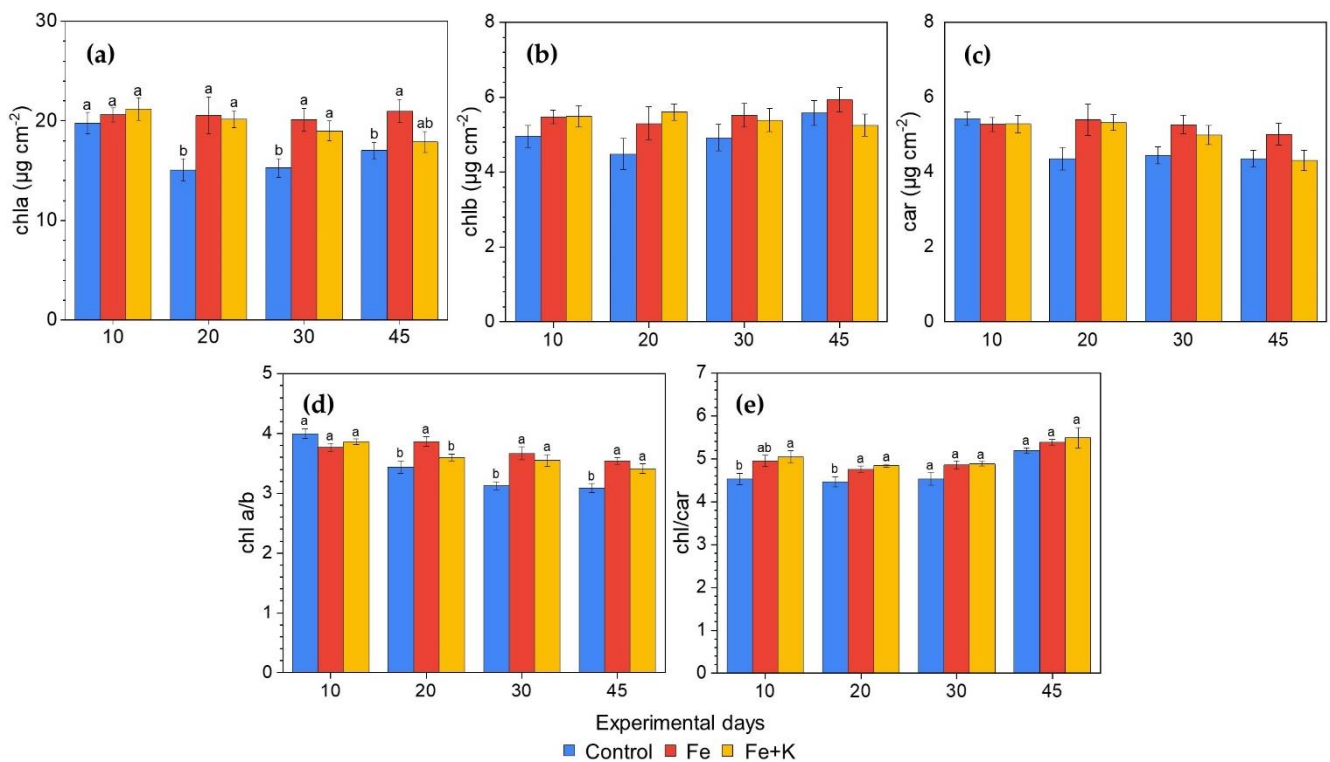 30
20
10
0
(a)
a a a
b a a
b a a
b a ab
chla (µg cm-2)
10 20 30 45
8
6
4
2
0
(b)
chlb (µg cm-2)
10 20 30 45
8
6
4
2
0
(c)
car (µg cm-2)
10 20 30 45
5
4
3
2
1
0
(d)
a a a
b a b
b a a
b a a
chl a/b
10 20 30 45
7
6
5
4
3
2
1
0
(e)
b ab a
b a a
a a a
a a a
chl/car
10 20 30 45
Experimental days
Control Fe Fe+K